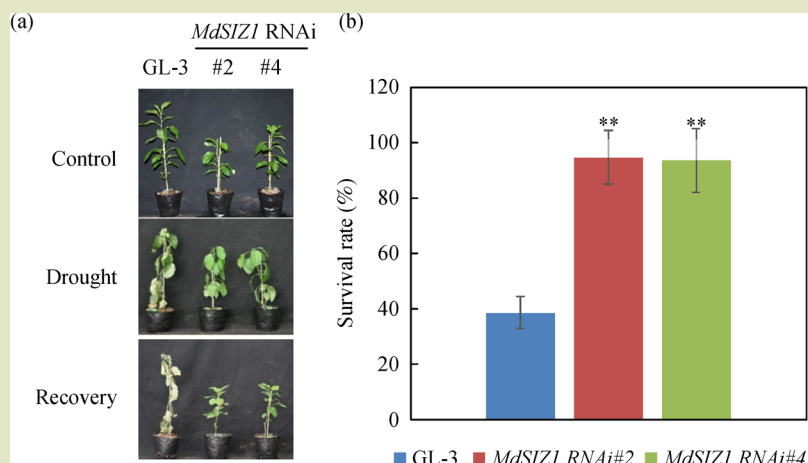 (a)
MdSIZ1 RNAi
GL-3 #2 #4
Control
Drought
Recovery
(b)
120
100
80
60
40
20
0
Survival rate (%)
** **
GL-3 MdSIZ1 RNAi#2 MdSIZ1 RNAi#4